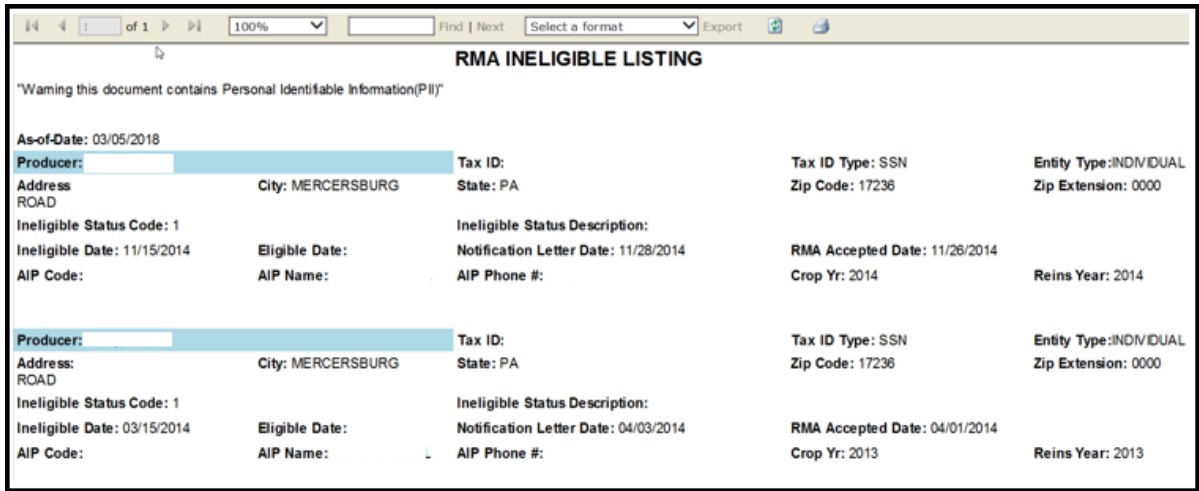 1 of 1 100% Find | Next Select a format Export
RMA INELIGIBLE LISTING
"Warning this document contains Personal Identifiable Information(PII)"
As-of-Date: 03/05/2018
Producer: Tax ID: Tax ID Type: SSN Entity Type:INDIVIDUAL
Address City: MERCERSBURG State: PA Zip Code: 17236 Zip Extension: 0000
ROAD
Ineligible Status Code: 1 Ineligible Status Description:
Ineligible Date: 11/15/2014 Eligible Date: Notification Letter Date: 11/28/2014 RMA Accepted Date: 11/26/2014
AIP Code: AIP Name: AIP Phone #: Crop Yr: 2014 Reins Year: 2014
Producer: Tax ID: Tax ID Type: SSN Entity Type:INDIVIDUAL
Address: City: MERCERSBURG State: PA Zip Code: 17236 Zip Extension: 0000
ROAD
Ineligible Status Code: 1 Ineligible Status Description:
Ineligible Date: 03/15/2014 Eligible Date: Notification Letter Date: 04/03/2014 RMA Accepted Date: 04/01/2014
AIP Code: AIP Name: AIP Phone #: Crop Yr: 2013 Reins Year: 2013